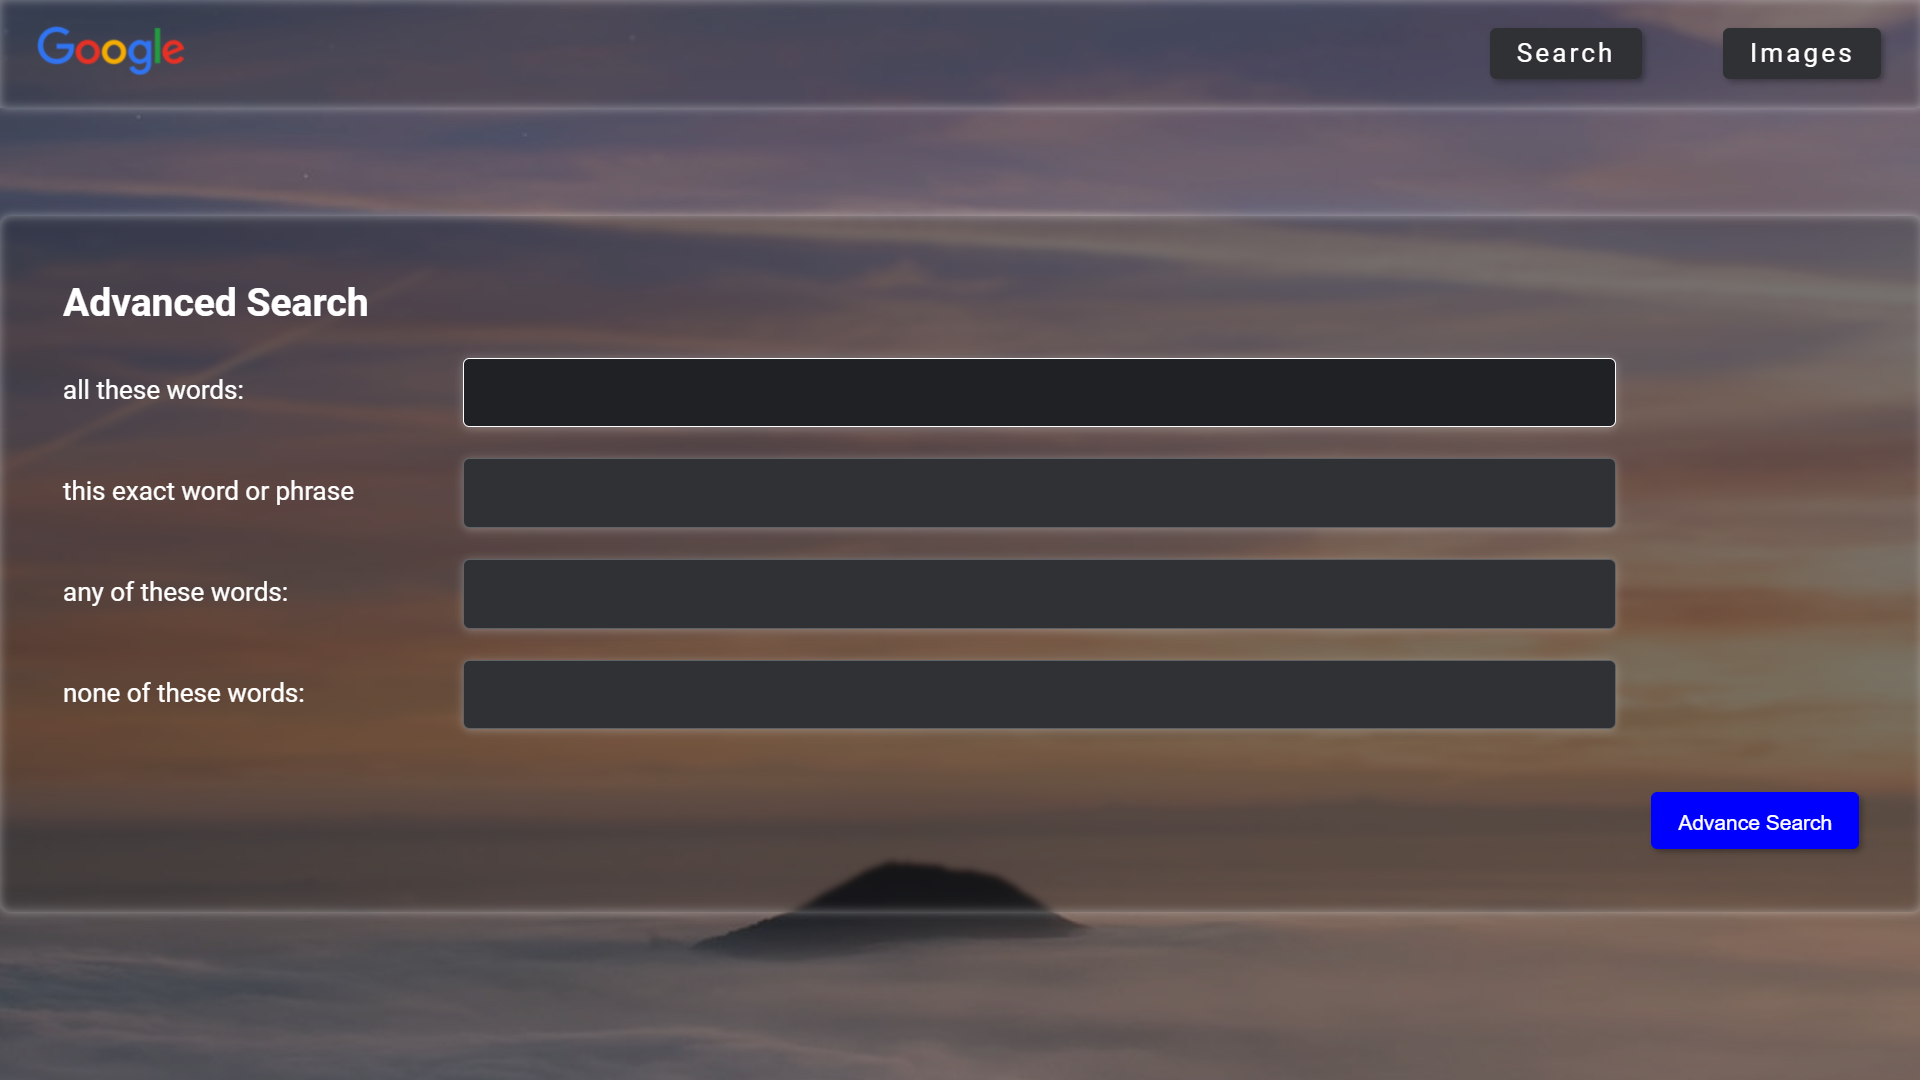 Google
Search
Images
Advanced Search
all these words:
this exact word or phrase
any of these words:
none of these words:
Advance Search